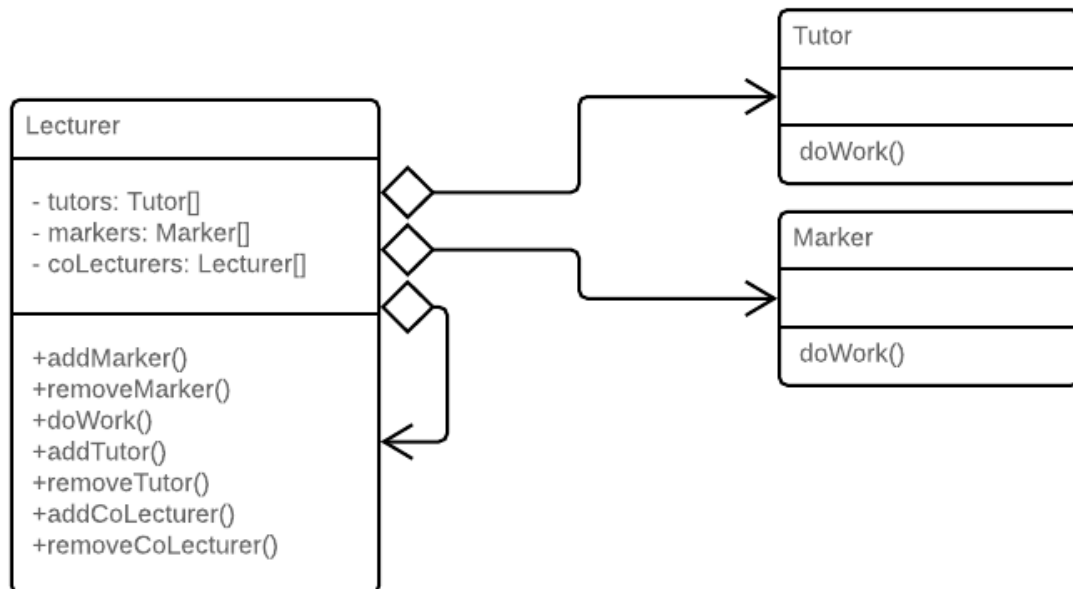 Lecturer
- tutors: Tutor[]
- markers: Marker[]
- coLecturers: Lecturer[]
+addMarker()
+removeMarker()
+doWork()
+addTutor()
+removeTutor()
+addCoLecturer()
+removeCoLecturer()
Tutor
doWork()
Marker
doWork()